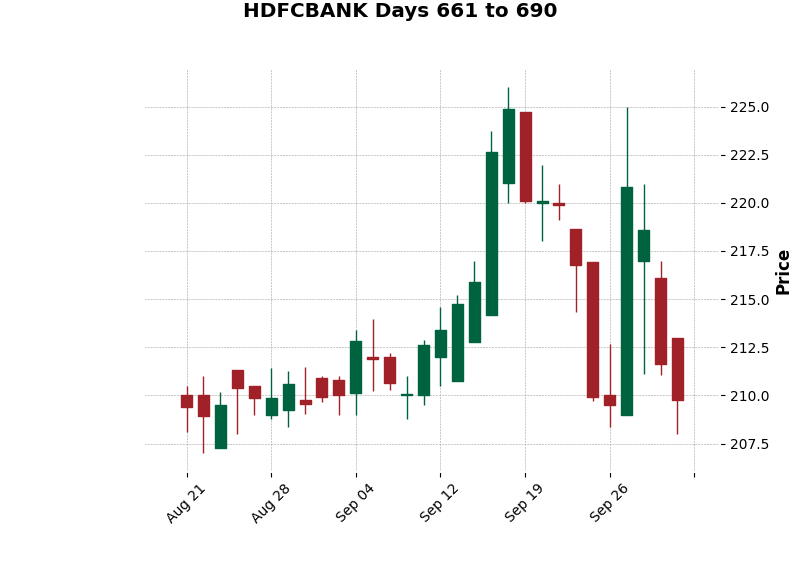 HDFCBANK Days 661 to 690
225.0
222.5
220.0
217.5
215.0
212.5
210.0
207.5
Price
Aug 21
Aug 28
Sep 04
Sep 12
Sep 19
Sep 26